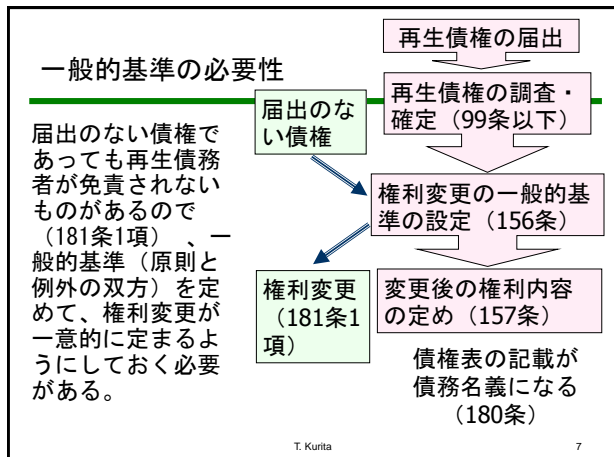 一般的基準の必要性
届出のない債権で
あっても再生債務
者が免責されない
ものがあるので
（181条1項）、一
般的基準（原則と
例外の双方）を定
めて、権利変更が
一意的に定まるよ
うにしておく必要
がある。
再生債権の届出
再生債権の調査・
確定（99条以下）
届出のな
い債権
権利変更の一般的基
準の設定（156条）
権利変更
（181条1
項）
変更後の権利内容
の定め（157条）
債権表の記載が
債務名義になる
（180条）
T. Kurita
7